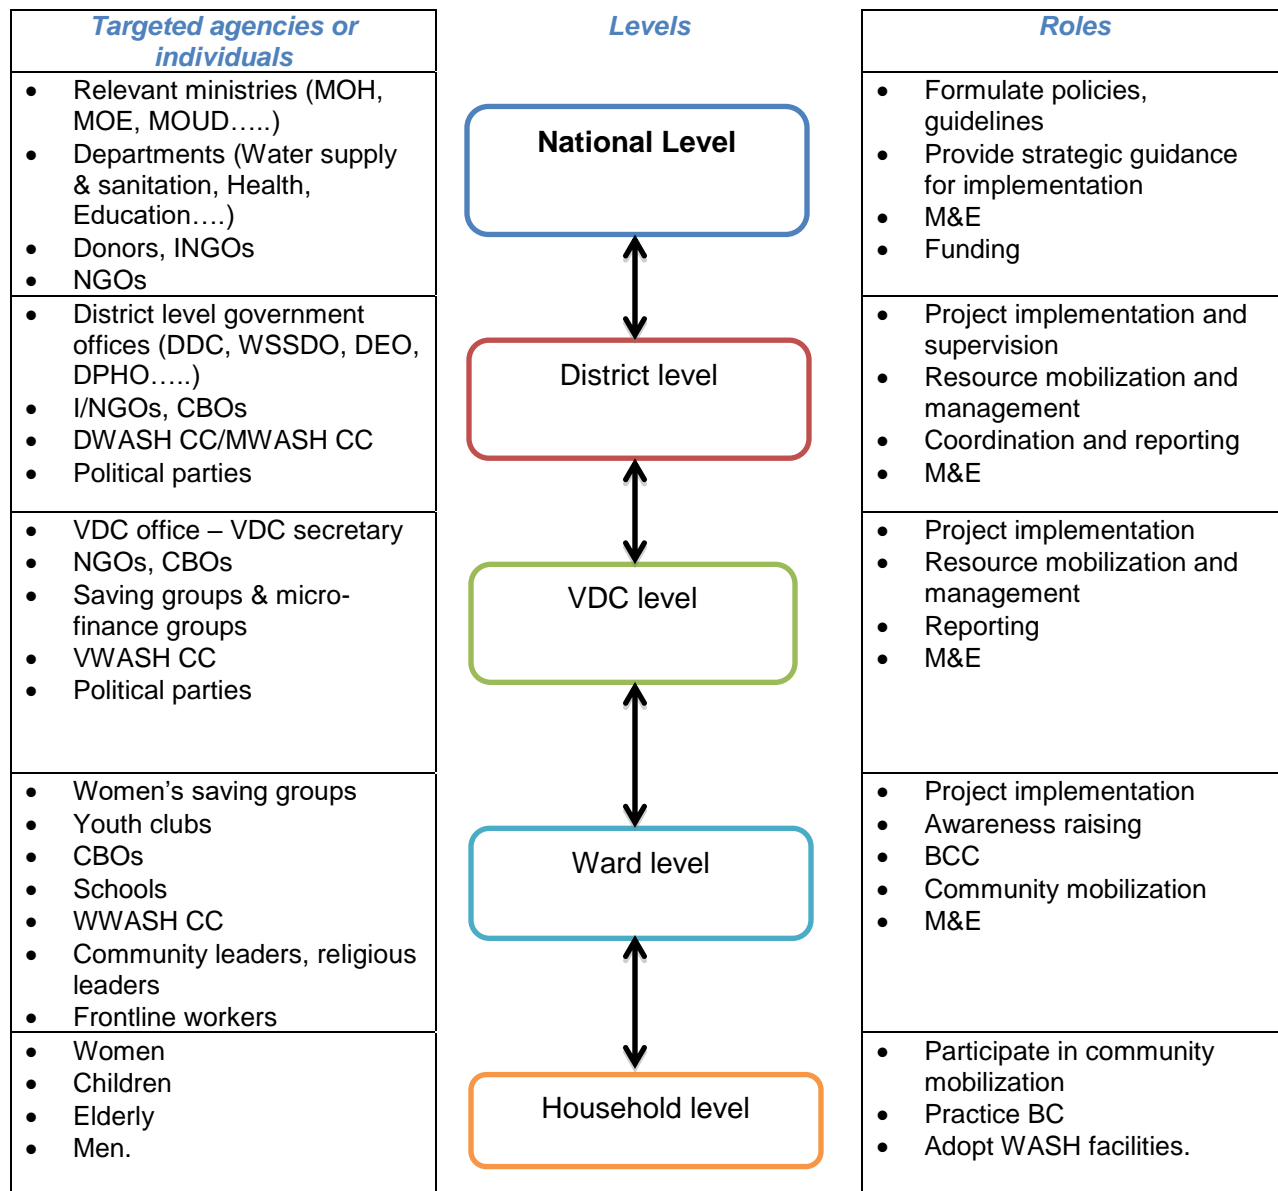 Targeted agencies or
individuals
Levels
Roles
• Relevant ministries (MOH,
MOE, MOUD…..)
• Departments (Water supply
& sanitation, Health,
Education….)
• Donors, INGOs
• NGOs
National Level
• Formulate policies,
guidelines
• Provide strategic guidance
for implementation
• M&E
• Funding
• District level government
offices (DDC, WSSDO, DEO,
DPHO…..)
• I/NGOs, CBOs
• DWASH CC/MWASH CC
• Political parties
District level
• Project implementation and
supervision
• Resource mobilization and
management
• Coordination and reporting
• M&E
• VDC office – VDC secretary
• NGOs, CBOs
• Saving groups & micro-
finance groups
• VWASH CC
• Political parties
VDC level
• Project implementation
• Resource mobilization and
management
• Reporting
• M&E
• Women’s saving groups
• Youth clubs
• CBOs
• Schools
• WWASH CC
• Community leaders, religious
leaders
• Frontline workers
Ward level
• Project implementation
• Awareness raising
• BCC
• Community mobilization
• M&E
• Women
• Children
• Elderly
• Men.
Household level
• Participate in community
mobilization
• Practice BC
• Adopt WASH facilities.